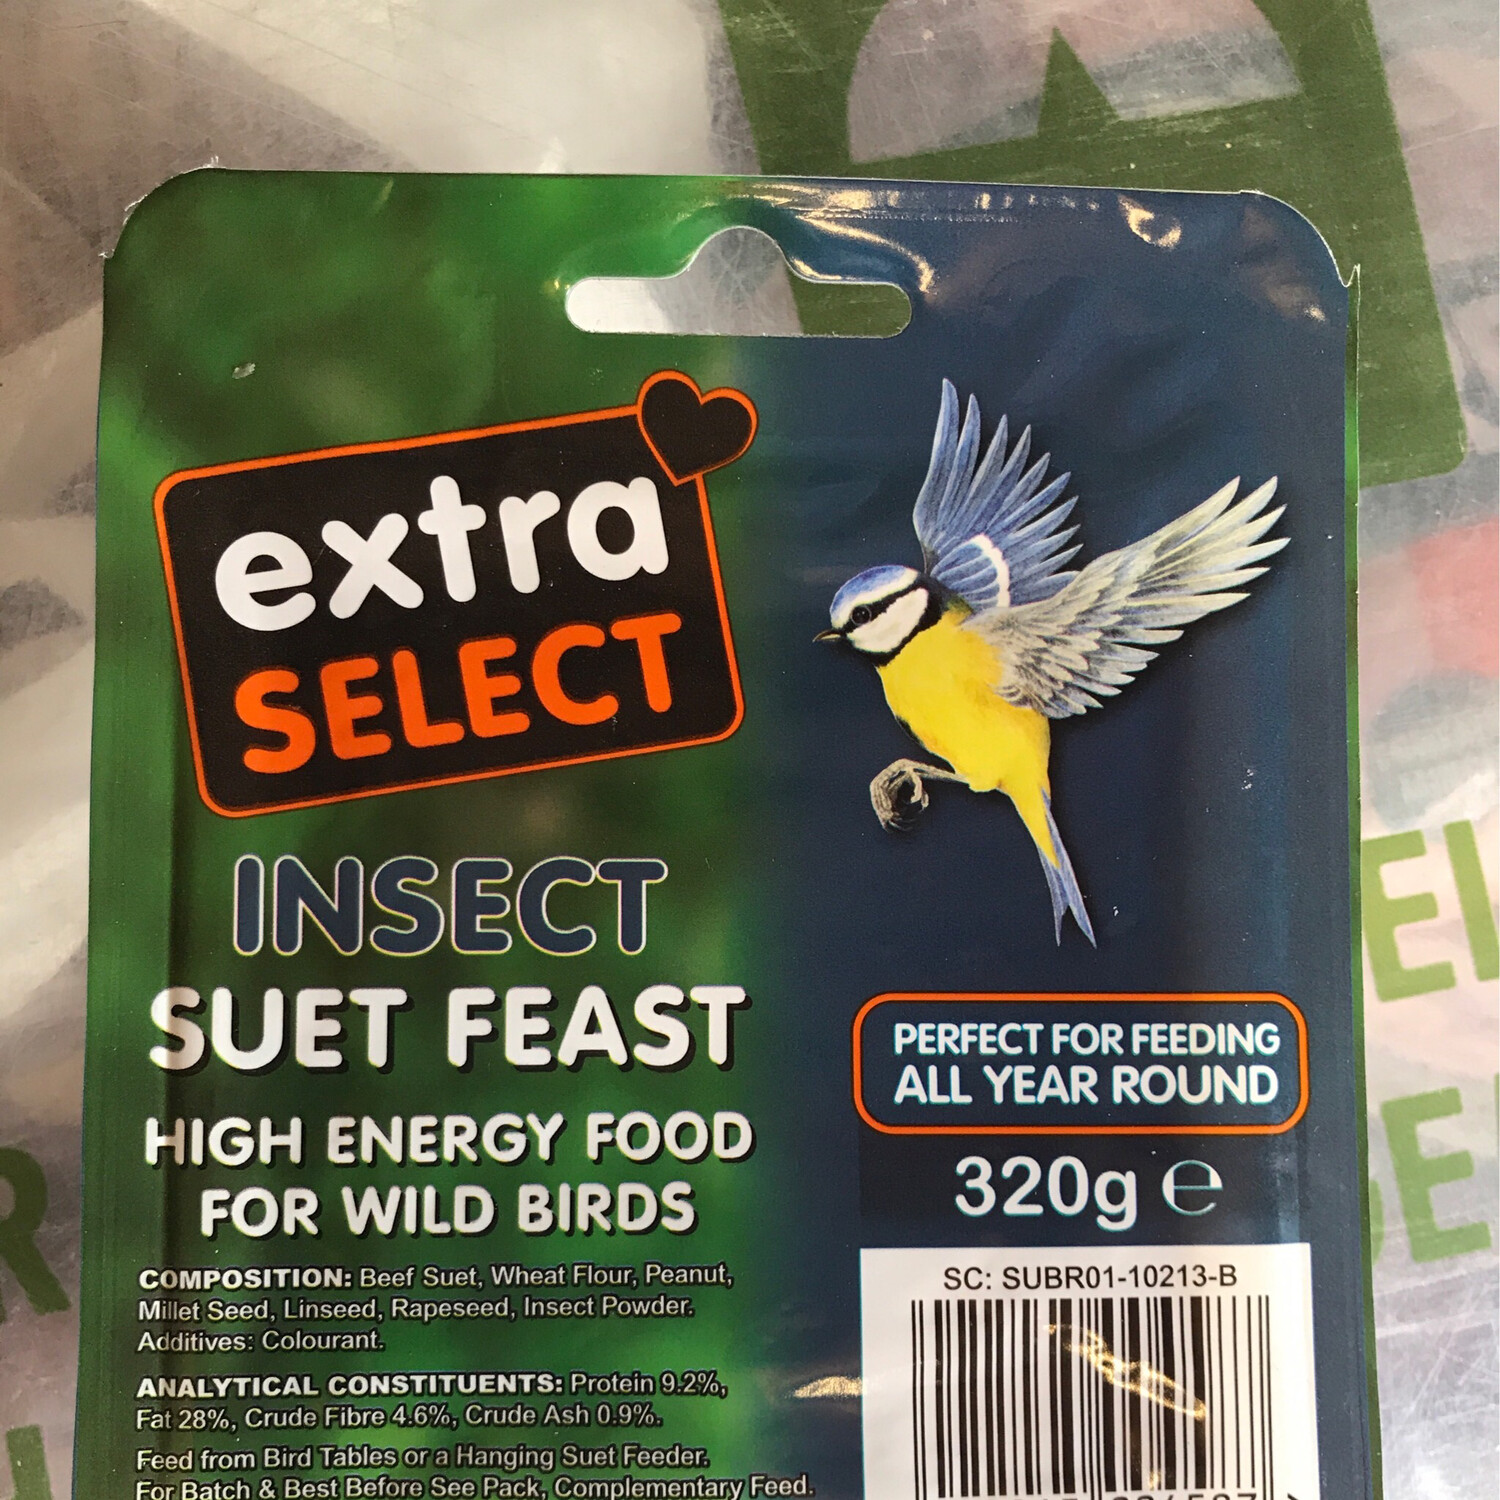 extra
SELECT
INSECT
SUET FEAST
HIGH ENERGY FOOD
FOR WILD BIRDS
COMPOSITION: Beef Suet, Wheat Flour, Peanut,
Millet Seed, Linseed, Rapeseed, Insect Powder.
Additives: Colourant.
ANALYTICAL CONSTITUENTS: Protein 9.2%,
Fat 28%, Crude Fibre 4.6%, Crude Ash 0.9%.
Feed from Bird Tables or a Hanging Suet Feeder.
For Batch & Best Before See Pack, Complementary Feed.
PERFECT FOR FEEDING
ALL YEAR ROUND
320g ℮
SC: SUBR01-10213-B